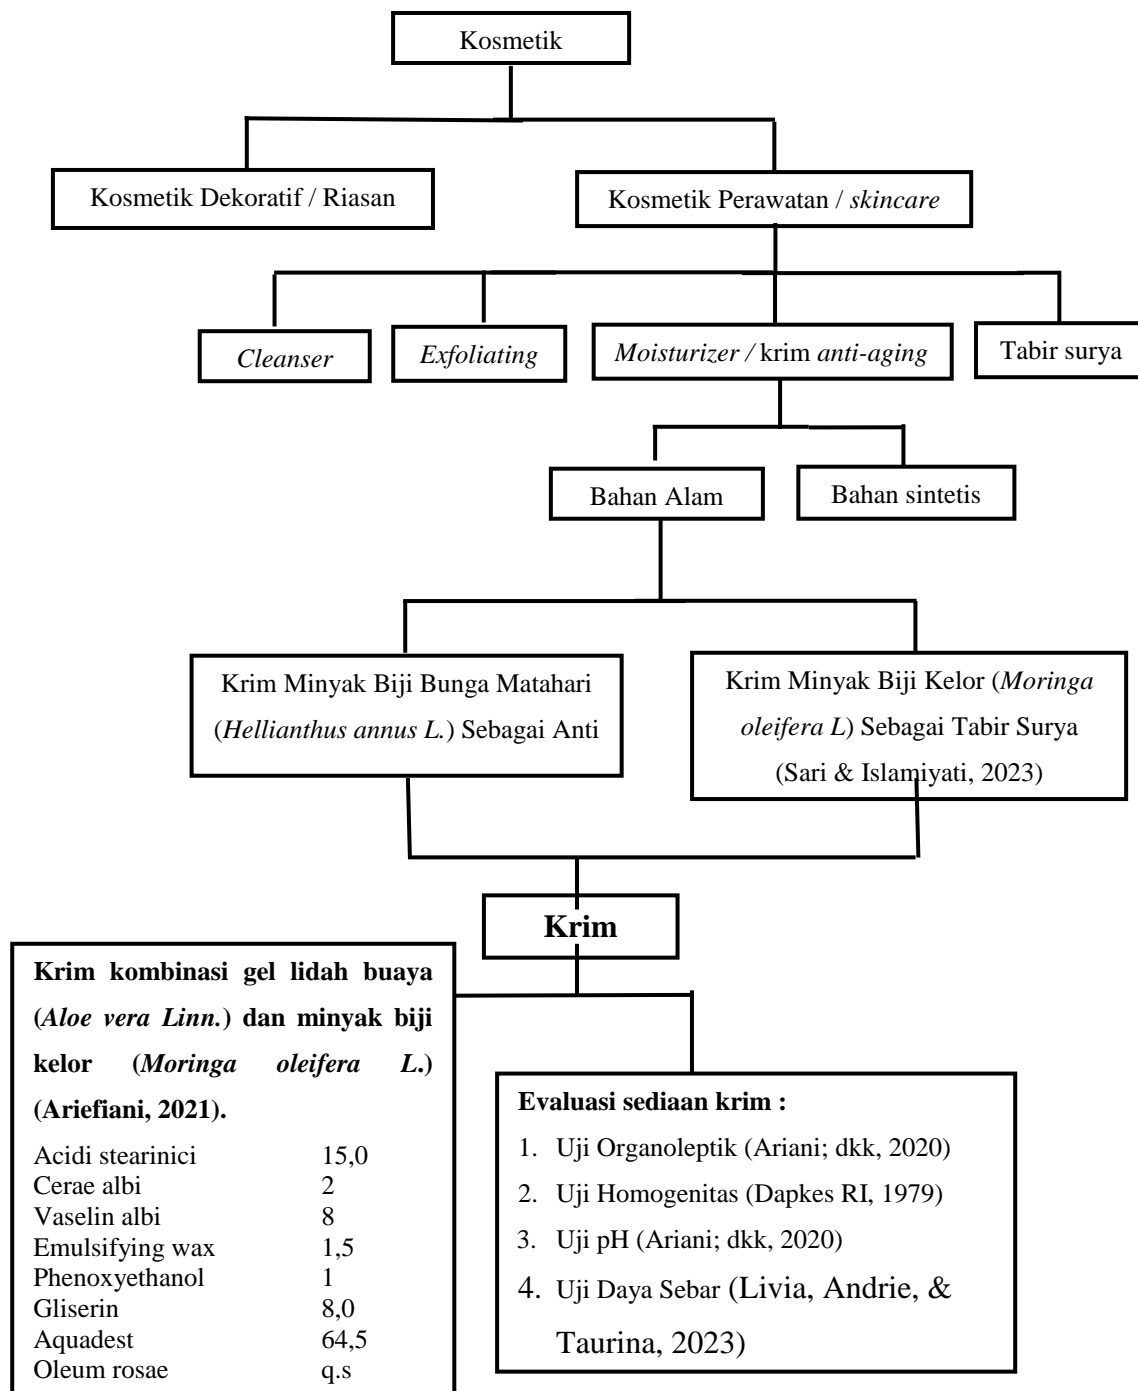 Kosmetik
Kosmetik Dekoratif / Riasan
Kosmetik Perawatan / skincare
Cleanser
Exfoliating
Moisturizer / krim anti-aging
Tabir surya
Bahan Alam
Bahan sintetis
Krim Minyak Biji Bunga Matahari
(Hellianthus annus L.) Sebagai Anti
Krim Minyak Biji Kelor (Moringa
oleifera L) Sebagai Tabir Surya
(Sari & Islamiyati, 2023)
Krim
Krim kombinasi gel lidah buaya
(Aloe vera Linn.) dan minyak biji
kelor (Moringa oleifera L.)
(Ariefiani, 2021).
Acidi stearinici 15,0
Cerae albi 2
Vaselin albi 8
Emulsifying wax 1,5
Phenoxyethanol 1
Gliserin 8,0
Aquadest 64,5
Oleum rosae q.s
Evaluasi sediaan krim :
1. Uji Organoleptik (Ariani; dkk, 2020)
2. Uji Homogenitas (Dapkes RI, 1979)
3. Uji pH (Ariani; dkk, 2020)
4. Uji Daya Sebar (Livia, Andrie, &
Taurina, 2023)